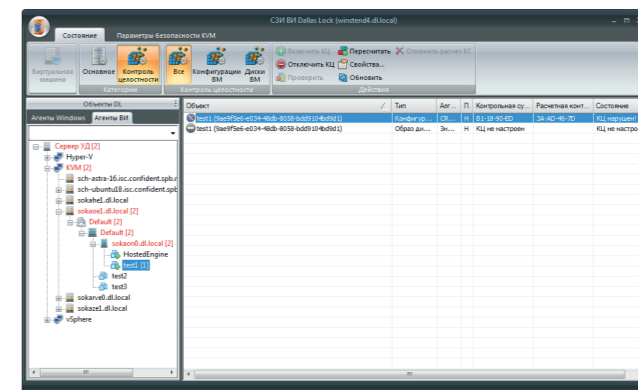 СЗИ ВИ Dallas Lock (winstend4.dl.local)
Состояние Параметры безопасности KVM
Виртуальная машина
Основное
Контроль целостности
Категории
Все
Конфигурации ВМ
Диски ВМ
Контроль целостности
Включить КЦ Пересчитать Отменить расчет КС
Отключить КЦ Свойства...
Проверить Обновить
Действия
Объекты DL
Агенты Windows Агенты ВИ
Объект Тип Алг... П. Контрольная су... Расчетная конт... Состояние
test1 (9ae9f5e6-e034-48db-8058-bdd9104bd9d1) Конфигур... CR... Н B1-18-90-ED 3A-AD-46-7D КЦ нарушен!
test1 (9ae9f5e6-e034-48db-8058-bdd9104bd9d1) Образ ди... Зн... Н КЦ не настроен КЦ не настро
Сервер УД [2]
Hyper-V
KVM [2]
sch-astra-16.isc.confident.spb.r
sch-ubuntu18.isc.confident.spb
sokahe1.dl.local
sokaoe1.dl.local [2]
Default [2]
Default [2]
sokaon0.dl.local [2]
HostedEngine
test1 [1]
test2
test3
sokarve0.dl.local
sokaze1.dl.local
vSphere